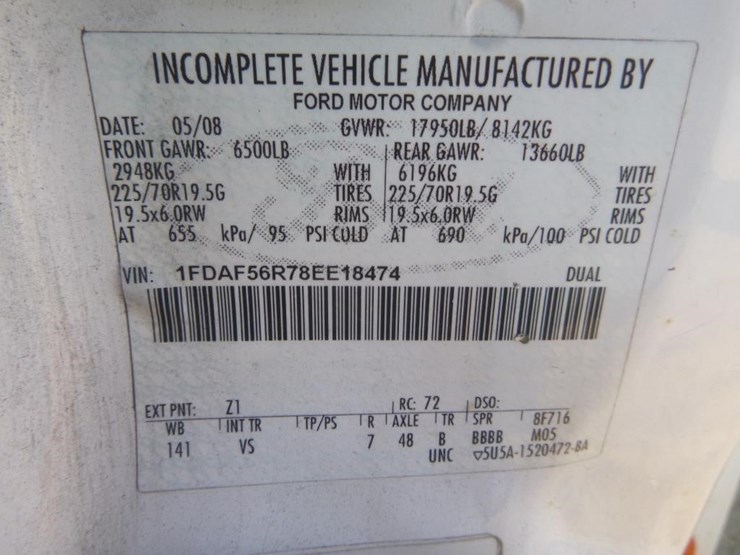 INCOMPLETE VEHICLE MANUFACTURED BY
FORD MOTOR COMPANY
DATE: 05/08 GVWR: 17950LB/ 8142KG
FRONT GAWR: 6500LB REAR GAWR: 13660LB
2948KG WITH 6196KG WITH
225/70R19.5G TIRES 225/70R19.5G TIRES
19.5x6.0RW RIMS 19.5x6.0RW RIMS
AT 655 kPa/ 95 PSI COLD AT 690 kPa/100 PSI COLD
VIN: 1FDAF56R78EE18474 DUAL
EXT PNT: Z1 RC: 72 DSO:
WB INT TR TP/PS R AXLE TR SPR 8F716
141 VS 7 48 B BBBB M05
UNC ▽5U5A-1520472-BA